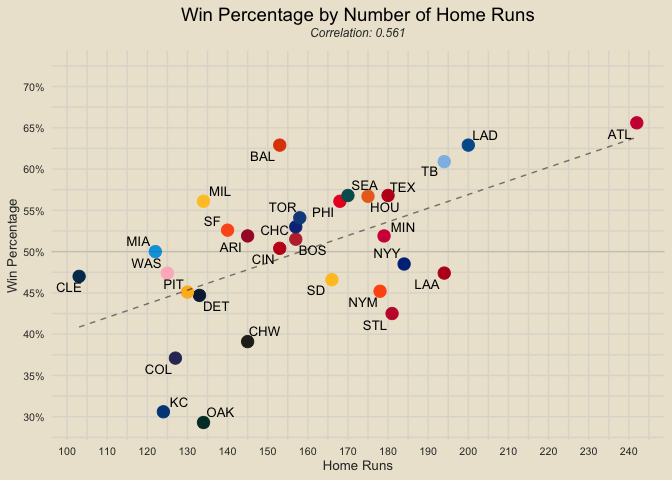 Win Percentage by Number of Home Runs
Correlation: 0.561
Win Percentage
70%
65%
60%
55%
50%
45%
40%
35%
30%
ATL
LAD
BAL
TB
MIL
SEA
TEX
TOR
PHI
HOU
SF
CHC
MIN
MIA
ARI
BOS
NYY
WAS
CIN
CLE
PIT
SD
LAA
DET
NYM
STL
CHW
COL
KC
OAK
100 110 120 130 140 150 160 170 180 190 200 210 220 230 240
Home Runs